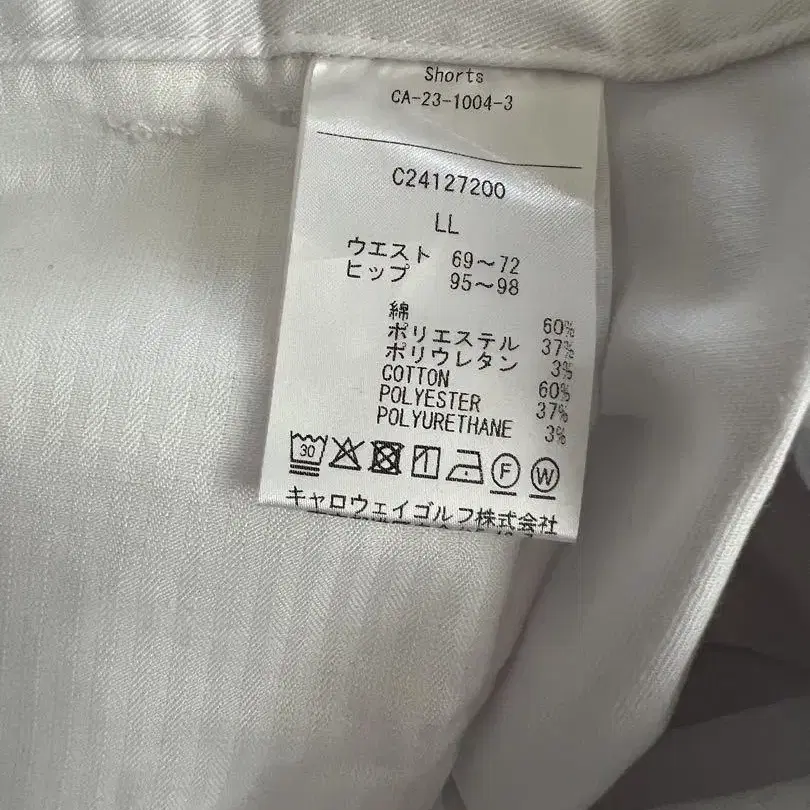 Shorts
CA-23-1004-3
C24127200
LL
ウエスト 69～72
ヒップ 95～98
綿 60%
ポリエステル 37%
ポリウレタン 3%
COTTON 60%
POLYESTER 37%
POLYURETHANE 3%
30 F W
キャロウェイゴルフ株式会社